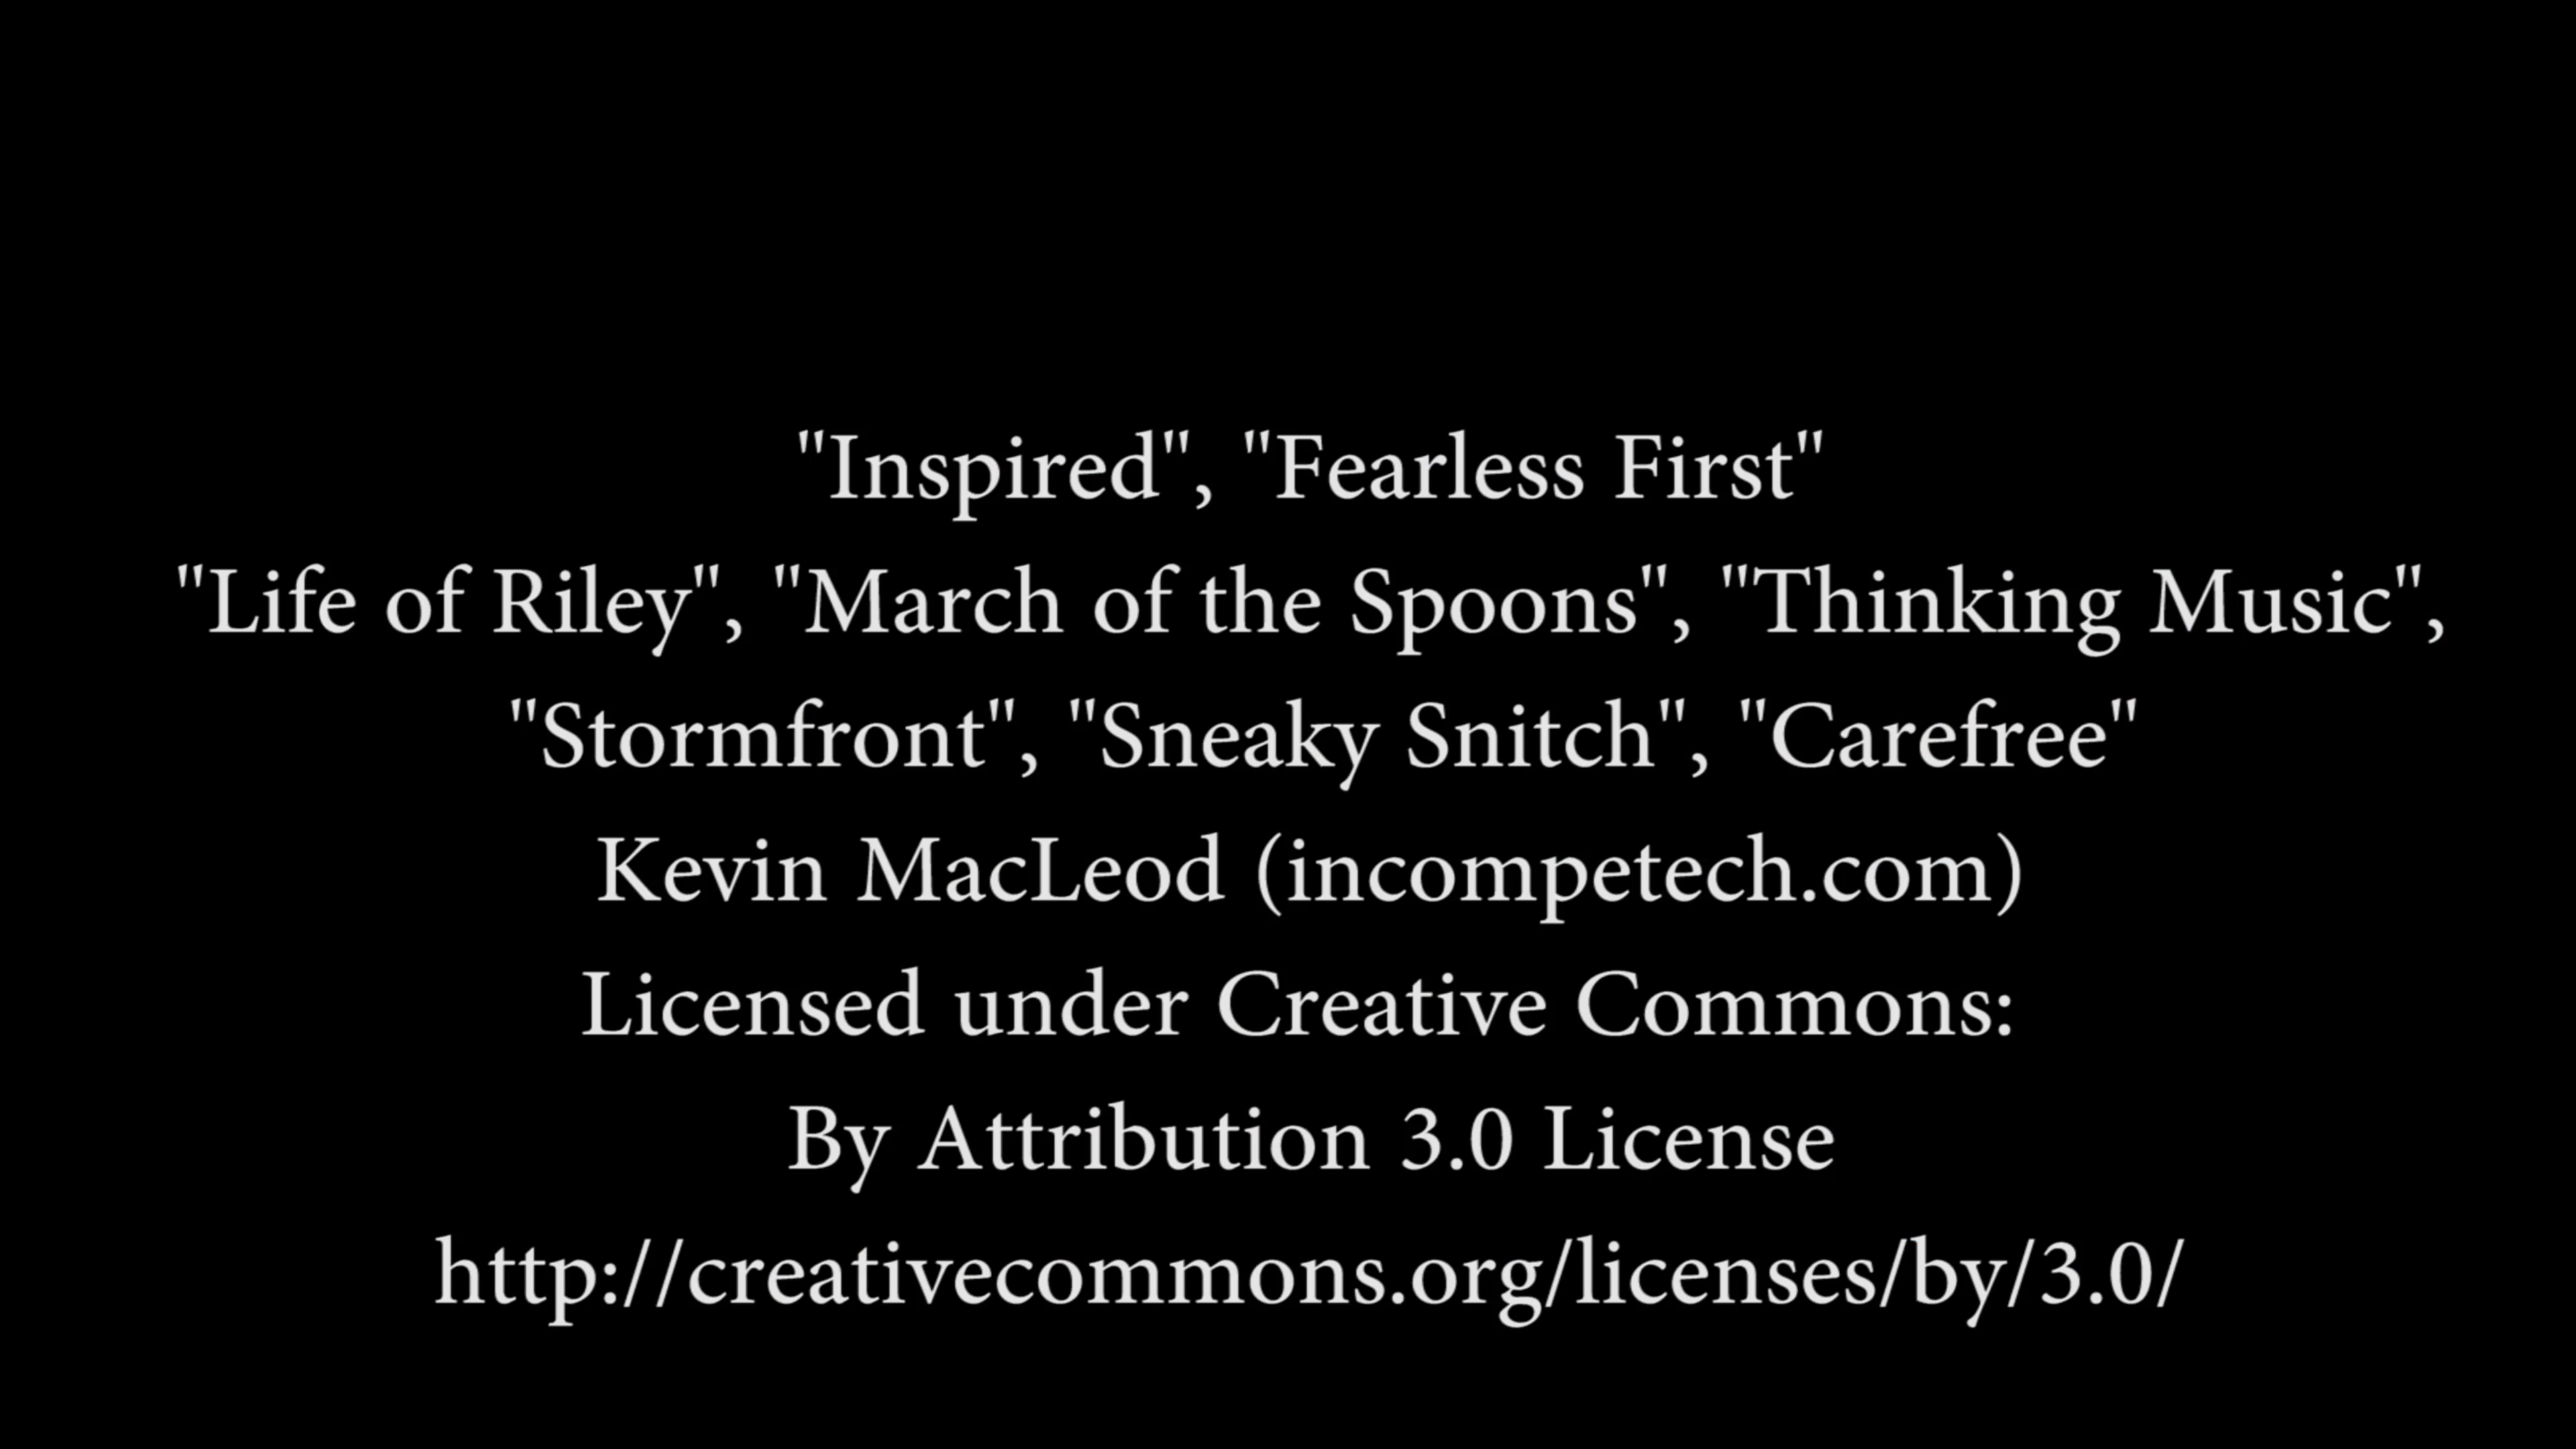 "Inspired", "Fearless First"
"Life of Riley", "March of the Spoons", "Thinking Music",
"Stormfront", "Sneaky Snitch", "Carefree"
Kevin MacLeod (incompetech.com)
Licensed under Creative Commons:
By Attribution 3.0 License
http://creativecommons.org/licenses/by/3.0/